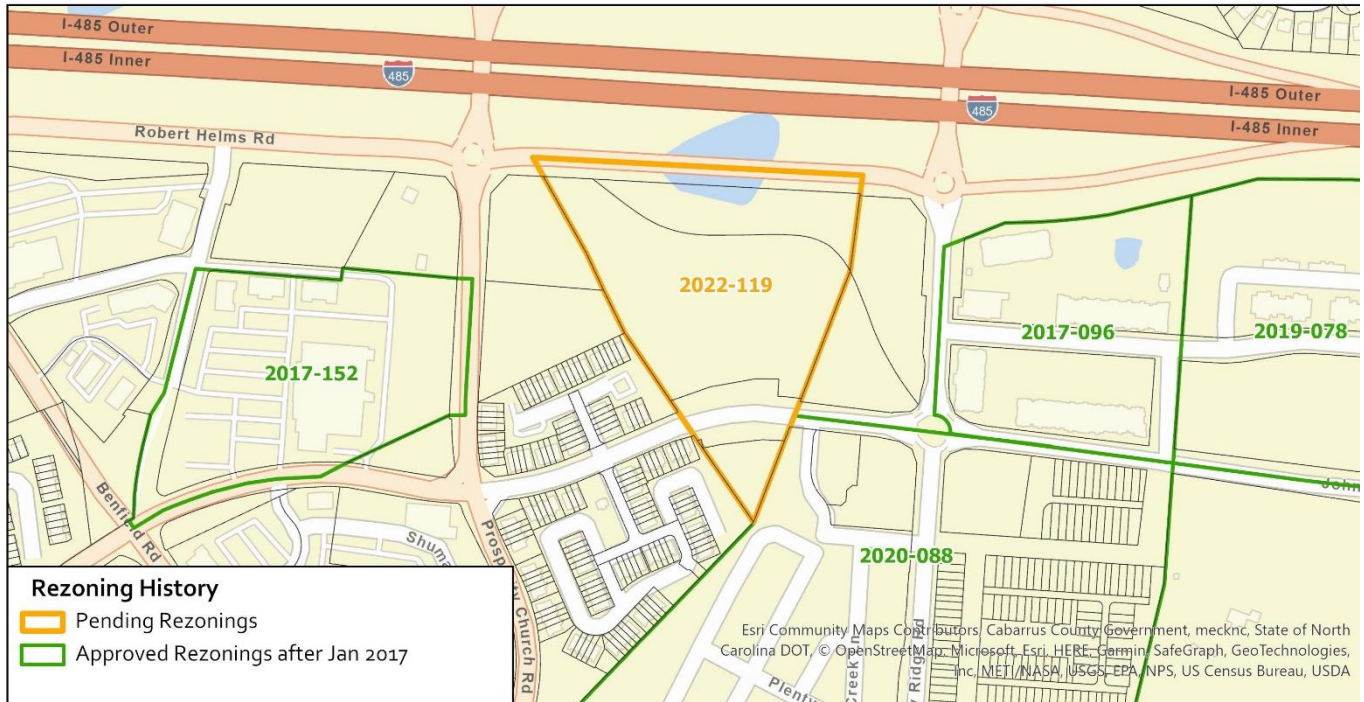 I-485 Outer
I-485 Inner
485
485
I-485 Outer
I-485 Inner
Robert Helms Rd
2022-119
2017-096
2019-078
2017-152
Benfield Rd
Prosperity Church Rd
2020-088
Rezoning History
Pending Rezonings
Approved Rezonings after Jan 2017
Esri Community Maps Contributors, Cabarrus County Government, mecknc, State of North
Carolina DOT, © OpenStreetMap, Microsoft, Esri, HERE, Garmin, SafeGraph, GeoTechnologies,
Inc, METI/NASA, USGS, EPA, NPS, US Census Bureau, USDA